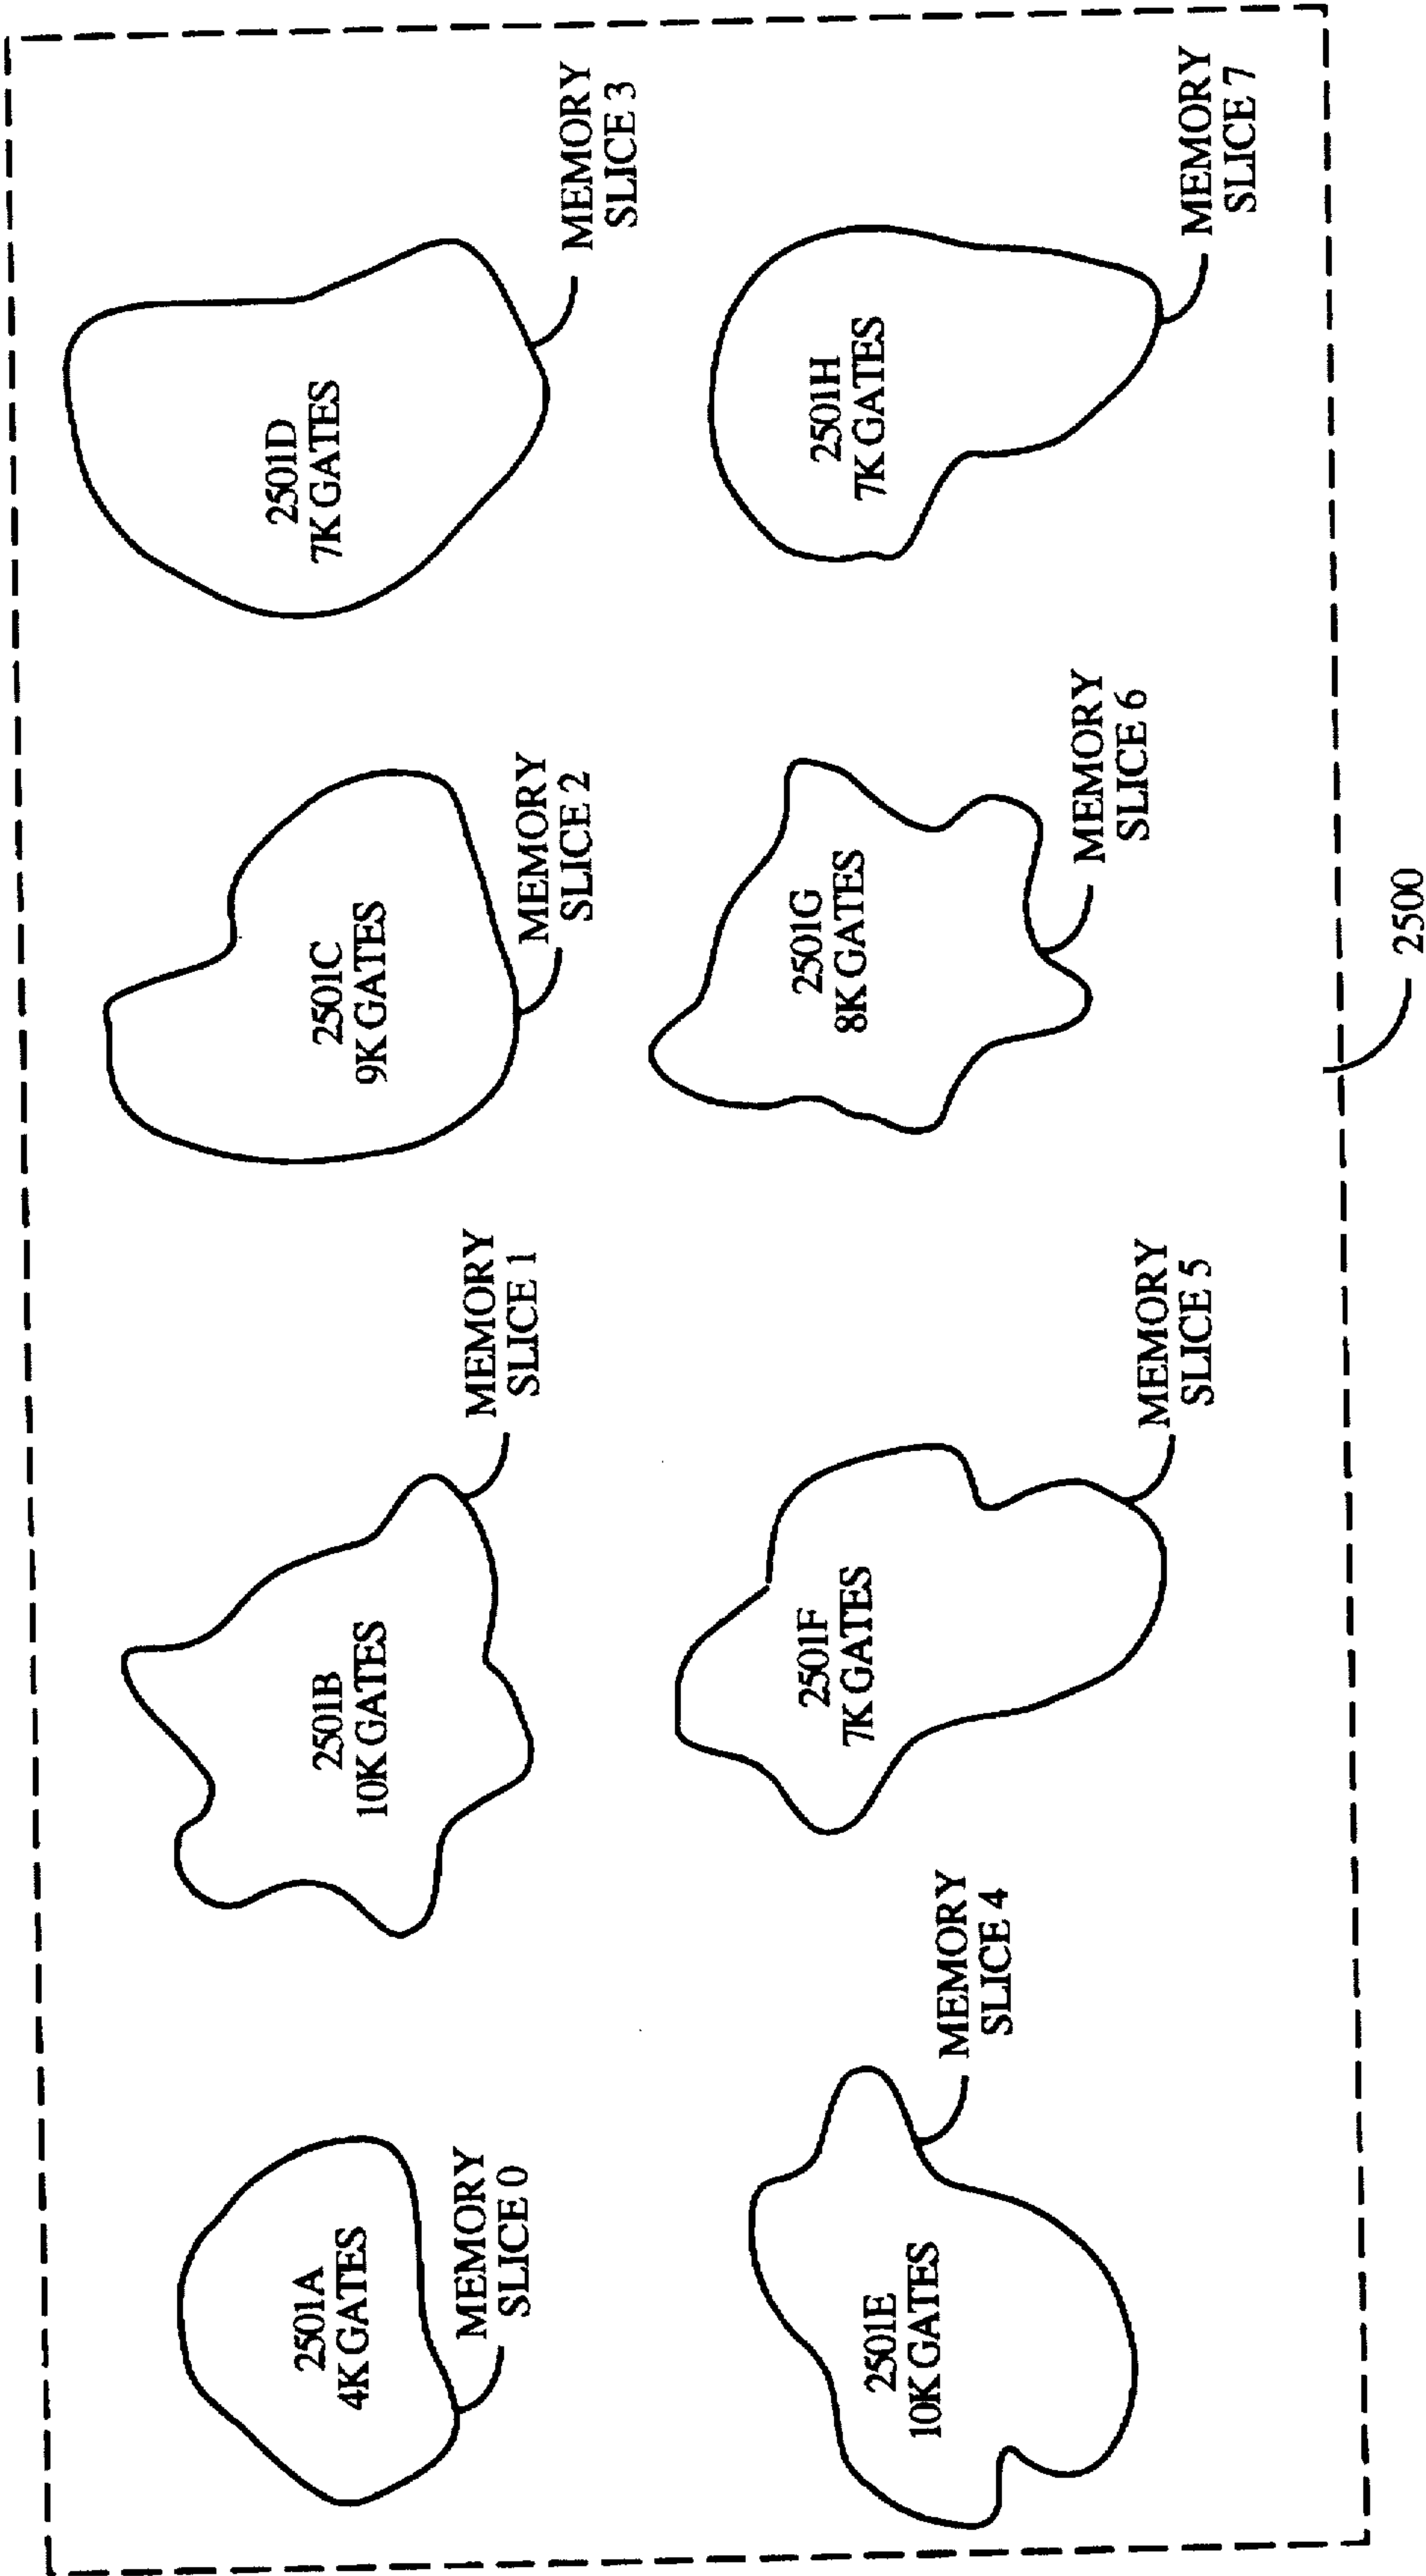 2501A
4K GATES
MEMORY
SLICE 0
2501B
10K GATES
MEMORY
SLICE 1
2501C
9K GATES
MEMORY
SLICE 2
2501D
7K GATES
MEMORY
SLICE 3
2501E
10K GATES
MEMORY
SLICE 4
2501F
7K GATES
MEMORY
SLICE 5
2501G
8K GATES
MEMORY
SLICE 6
2501H
7K GATES
MEMORY
SLICE 7
2500